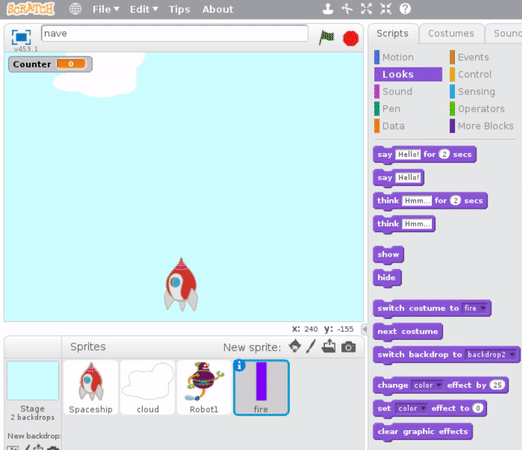 SCRATCH File Edit Tips About
nave
v459.1
Counter 0
x: 240 y: -155
Sprites New sprite:
Stage
2 backdrops
New backdrop:
Spaceship cloud Robot1 fire
Scripts Costumes Sound
Motion Events
Looks Control
Sound Sensing
Pen Operators
Data More Blocks
say Hello! for 2 secs
say Hello!
think Hmm... for 2 secs
think Hmm...
show
hide
switch costume to fire
next costume
switch backdrop to backdrop2
change color effect by 25
set color effect to 0
clear graphic effects